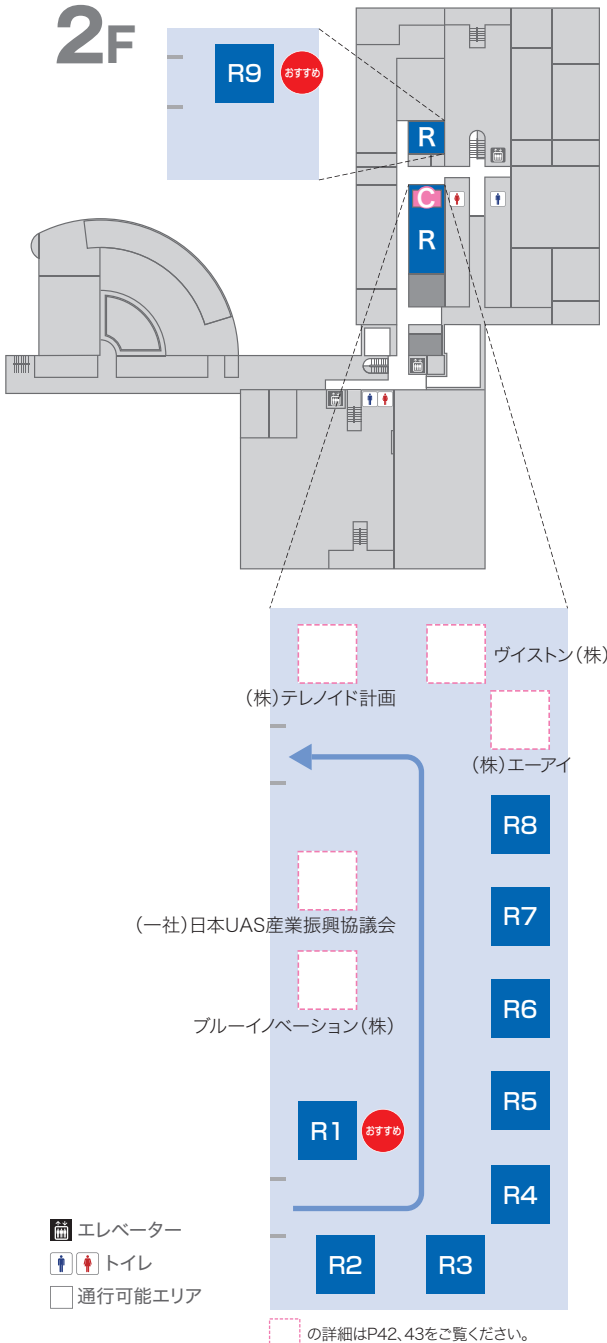 2F
R9
おすすめ
R
C
R
(株)テレノイド計画
ヴイストン(株)
(株)エーアイ
R8
(一社)日本UAS産業振興協議会
R7
ブルーイノベーション(株)
R6
R1
おすすめ
R5
R4
R2
R3
エレベーター
トイレ
通行可能エリア
の詳細はP42、43をご覧ください。